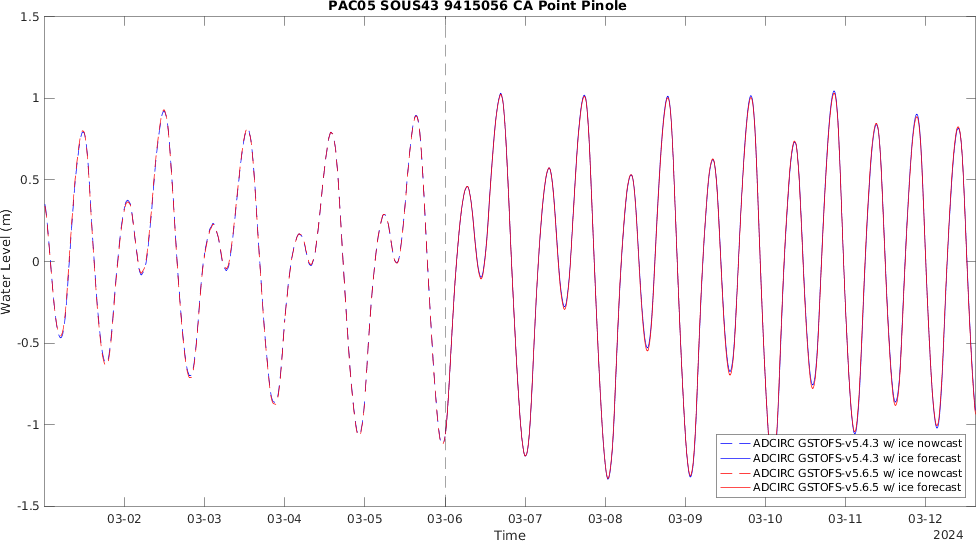 PAC05 SOUS43 9415056 CA Point Pinole
1.5
1
0.5
0
-0.5
-1
-1.5
Water Level (m)
03-02 03-03 03-04 03-05 03-06 03-07 03-08 03-09 03-10 03-11 03-12
Time
2024
ADCIRC GSTOFS-v5.4.3 w/ ice nowcast
ADCIRC GSTOFS-v5.4.3 w/ ice forecast
ADCIRC GSTOFS-v5.6.5 w/ ice nowcast
ADCIRC GSTOFS-v5.6.5 w/ ice forecast